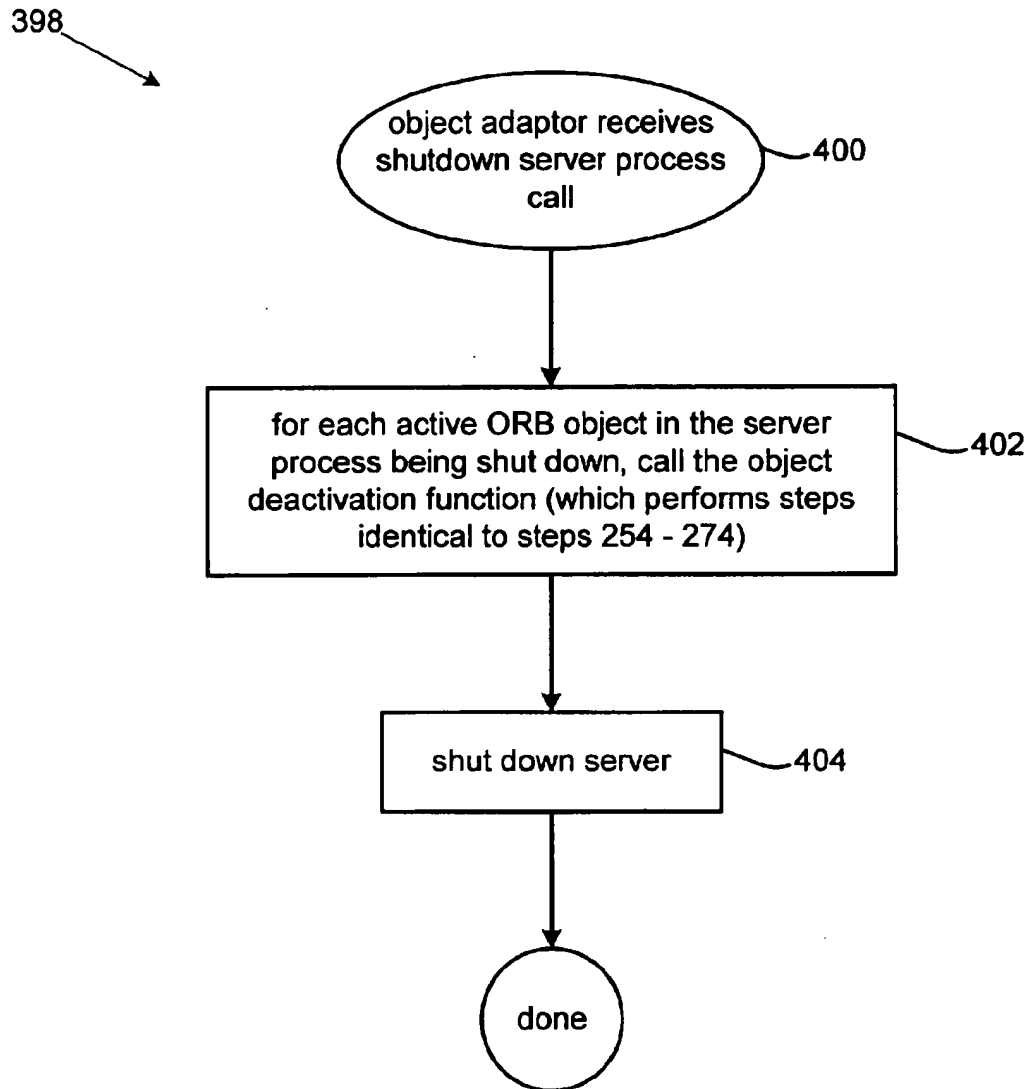 398
object adaptor receives
shutdown server process
call
400
for each active ORB object in the server
process being shut down, call the object
deactivation function (which performs steps
identical to steps 254 - 274)
402
shut down server
404
done